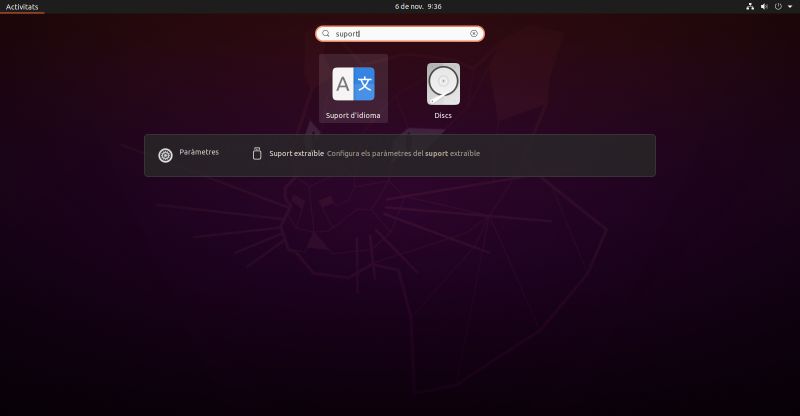 Activitats
6 de nov. 9:36
suport
Suport d'idioma
Discs
Paràmetres
Suport extraïble Configura els paràmetres del suport extraïble